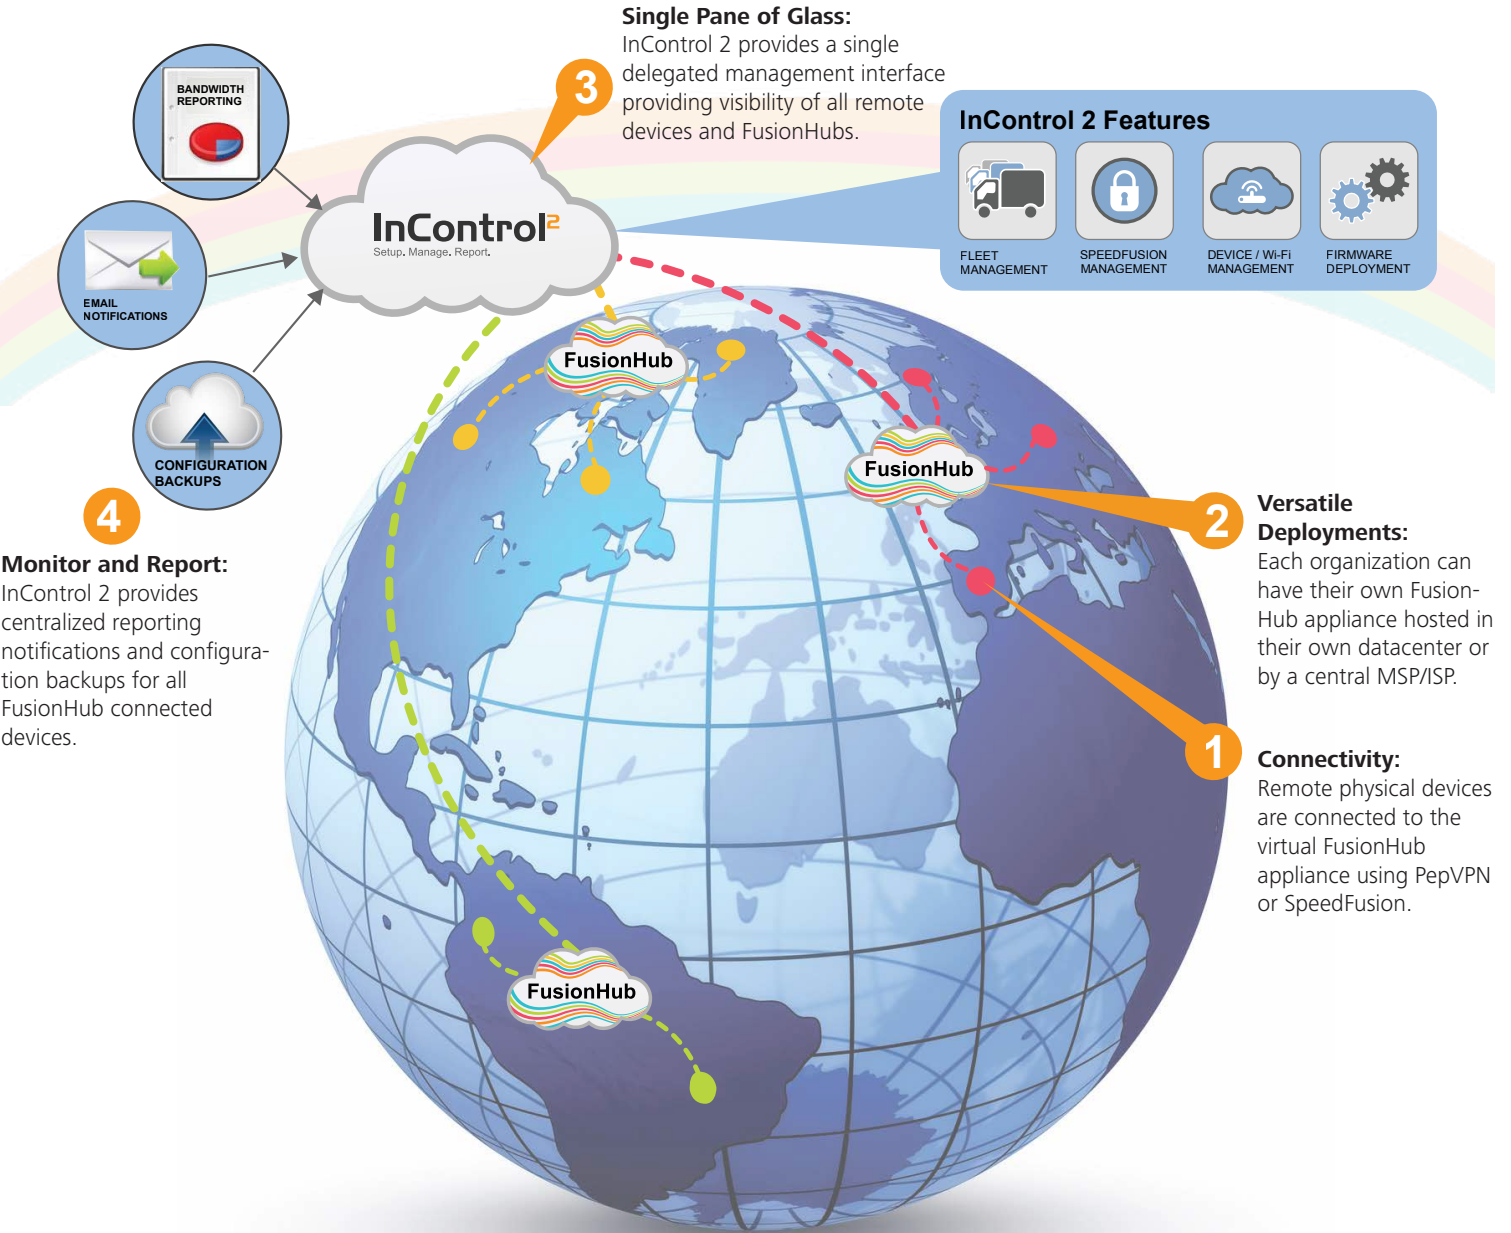 Single Pane of Glass:
InControl 2 provides a single
delegated management interface
providing visibility of all remote
devices and FusionHubs.
3
BANDWIDTH
REPORTING
EMAIL
NOTIFICATIONS
CONFIGURATION
BACKUPS
InControl2
Setup. Manage. Report.
InControl 2 Features
FLEET
MANAGEMENT
SPEEDFUSION
MANAGEMENT
DEVICE / Wi-Fi
MANAGEMENT
FIRMWARE
DEPLOYMENT
FusionHub
FusionHub
FusionHub
4
Monitor and Report:
InControl 2 provides
centralized reporting
notifications and configura-
tion backups for all
FusionHub connected
devices.
2
Versatile
Deployments:
Each organization can
have their own Fusion-
Hub appliance hosted in
their own datacenter or
by a central MSP/ISP.
1
Connectivity:
Remote physical devices
are connected to the
virtual FusionHub
appliance using PepVPN
or SpeedFusion.